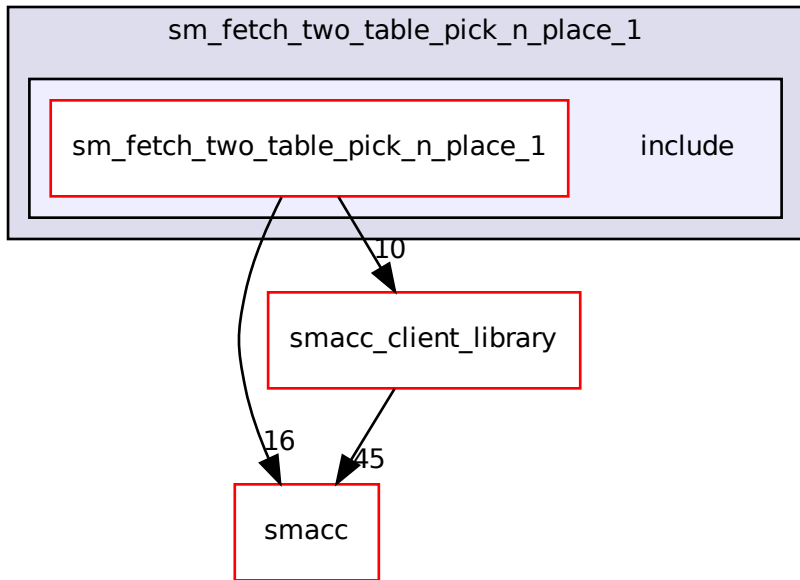 sm_fetch_two_table_pick_n_place_1
sm_fetch_two_table_pick_n_place_1
include
10
smacc_client_library
16
45
smacc